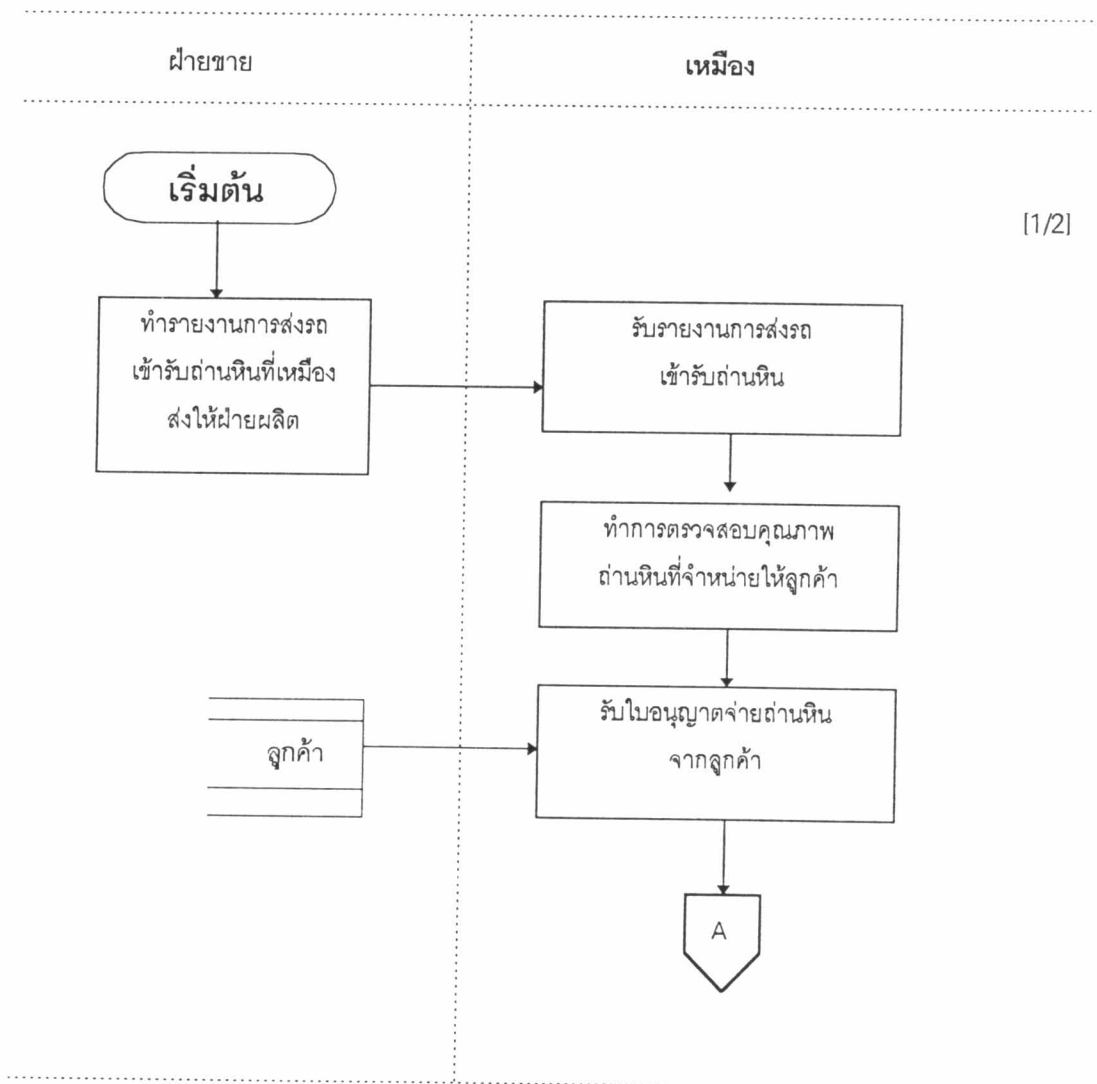 ฝ่ายขาย
เหมือง
เริ่มต้น
[1/2]
ทำรายงานการส่งรถ
เข้ารับถ่านหินที่เหมือง
ส่งให้ฝ่ายผลิต
รับรายงานการส่งรถ
เข้ารับถ่านหิน
ทำการตรวจสอบคุณภาพ
ถ่านหินที่จำหน่ายให้ลูกค้า
ลูกค้า
รับใบอนุญาตจ่ายถ่านหิน
จากลูกค้า
A